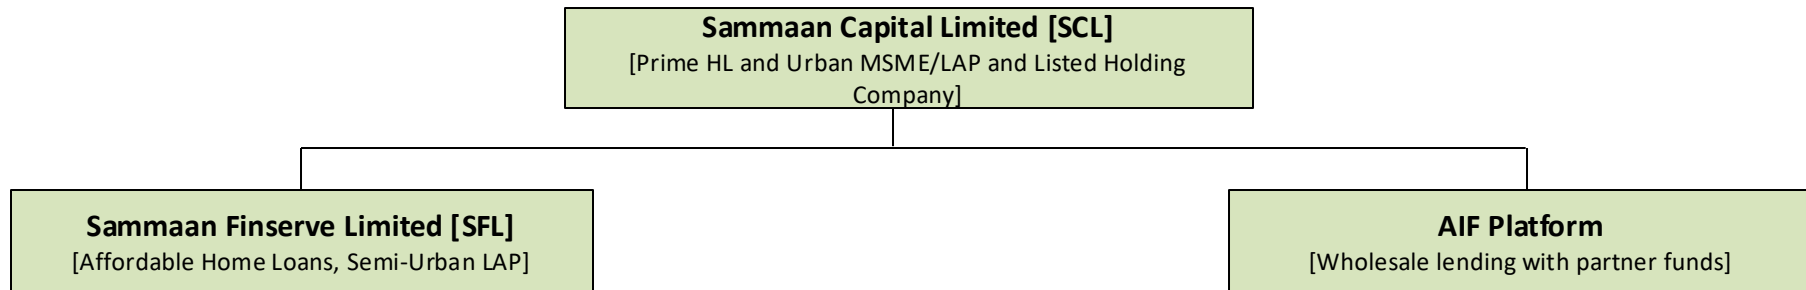 Sammaan Capital Limited [SCL]
[Prime HL and Urban MSME/LAP and Listed Holding
Company]
Sammaan Finserve Limited [SFL]
[Affordable Home Loans, Semi-Urban LAP]
AIF Platform
[Wholesale lending with partner funds]